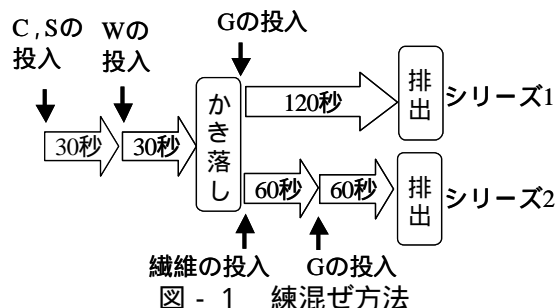 C,Sの
投入
Wの
投入
Gの投入
30秒
30秒
かき落し
120秒
排出
シリーズ1
60秒
60秒
排出
シリーズ2
繊維の投入
Gの投入
図 - 1 練混ぜ方法